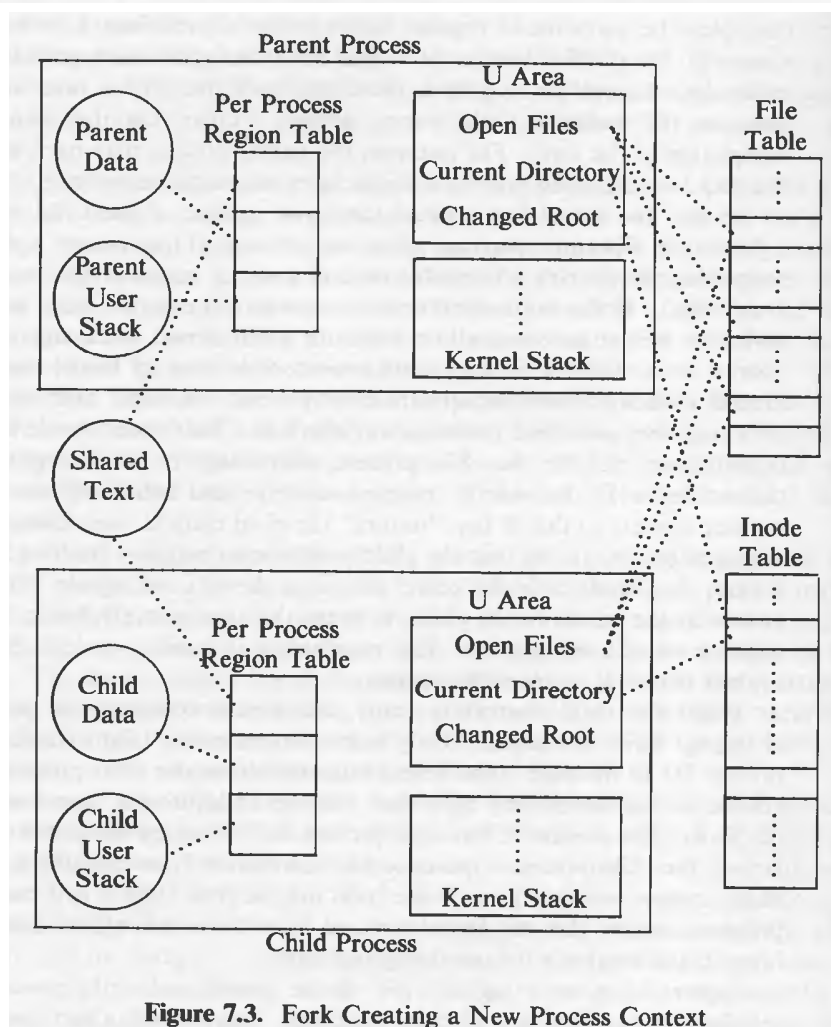 Parent Process
Parent
Data
Per Process
Region Table
U Area
Open Files
Current Directory
Changed Root
Kernel Stack
File
Table
Parent
User
Stack
Shared
Text
Inode
Table
Per Process
Region Table
U Area
Open Files
Current Directory
Changed Root
Kernel Stack
Child
Data
Child
User
Stack
Child Process
Figure 7.3. Fork Creating a New Process Context